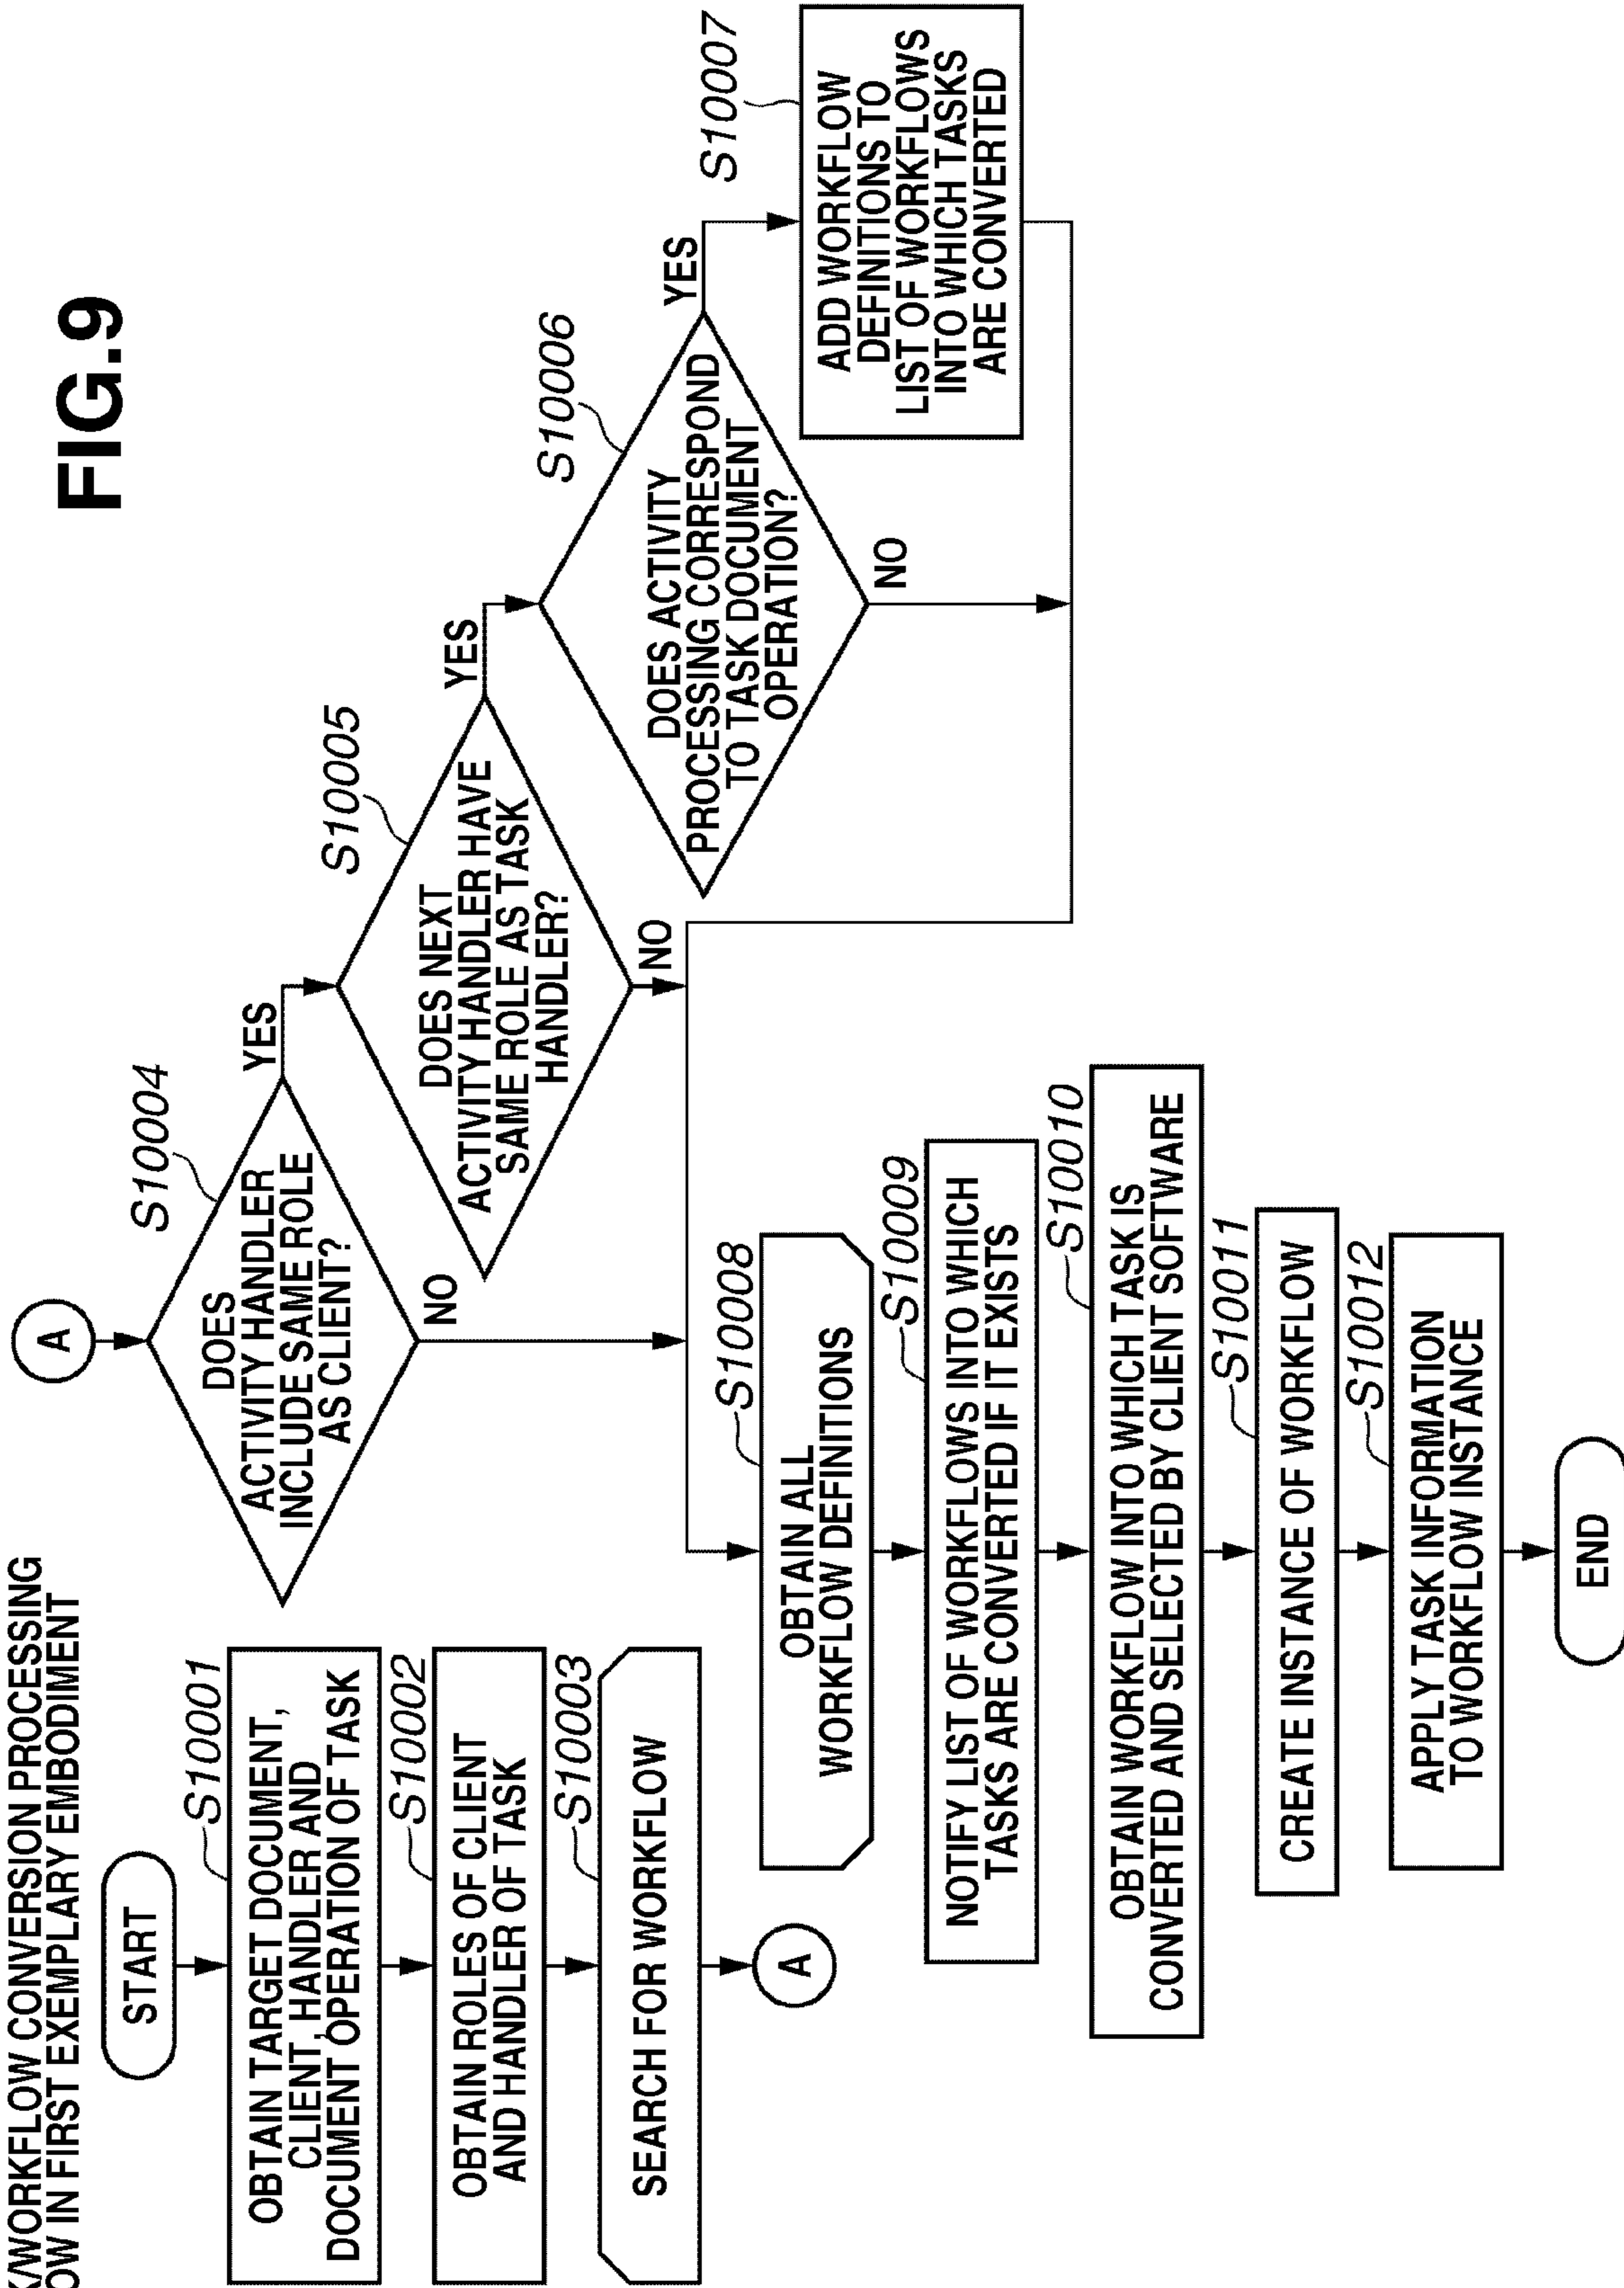 FIG.9
/WORKFLOW CONVERSION PROCESSING
OW IN FIRST EXEMPLARY EMBODIMENT
START
S10001
OBTAIN TARGET DOCUMENT,
CLIENT, HANDLER AND
DOCUMENT OPERATION OF TASK
S10002
OBTAIN ROLES OF CLIENT
AND HANDLER OF TASK
S10003
SEARCH FOR WORKFLOW
A
A
S10004
DOES
ACTIVITY HANDLER
INCLUDE SAME ROLE
AS CLIENT?
YES
NO
S10005
DOES NEXT
ACTIVITY HANDLER HAVE
SAME ROLE AS TASK
HANDLER?
YES
NO
S10006
DOES ACTIVITY
PROCESSING CORRESPOND
TO TASK DOCUMENT
OPERATION?
YES
NO
S10007
ADD WORKFLOW
DEFINITIONS TO
LIST OF WORKFLOWS
INTO WHICH TASKS
ARE CONVERTED
S10008
OBTAIN ALL
WORKFLOW DEFINITIONS
S10009
NOTIFY LIST OF WORKFLOWS INTO WHICH
TASKS ARE CONVERTED IF IT EXISTS
S10010
OBTAIN WORKFLOW INTO WHICH TASK IS
CONVERTED AND SELECTED BY CLIENT SOFTWARE
S10011
CREATE INSTANCE OF WORKFLOW
S10012
APPLY TASK INFORMATION
TO WORKFLOW INSTANCE
END